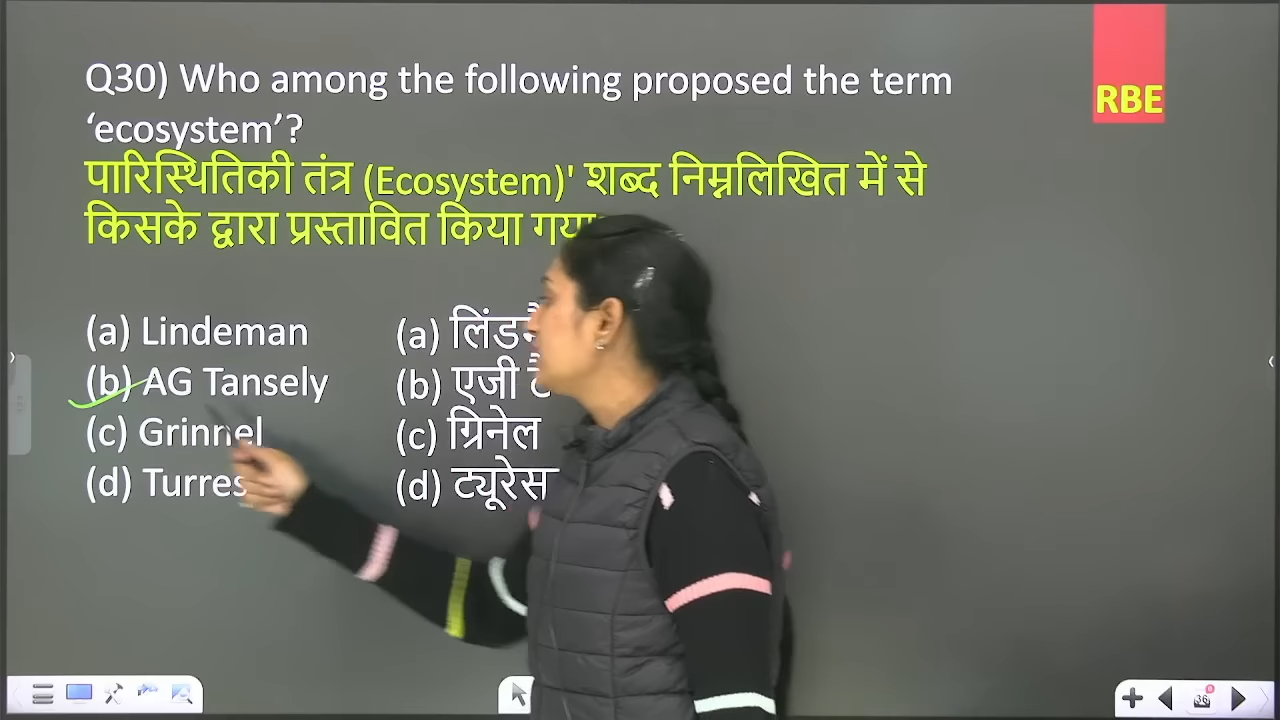 Q30) Who among the following proposed the term
‘ecosystem’?
RBE
पारिस्थितिकी तंत्र (Ecosystem)' शब्द निम्नलिखित में से
किसके द्वारा प्रस्तावित किया
(a) Lindeman
(b) AG Tansely
(c) Grinnel
(d) Turres
(a)
(b) एजी
(c) ग्रिनेल
(d) ट्यूरेस
36